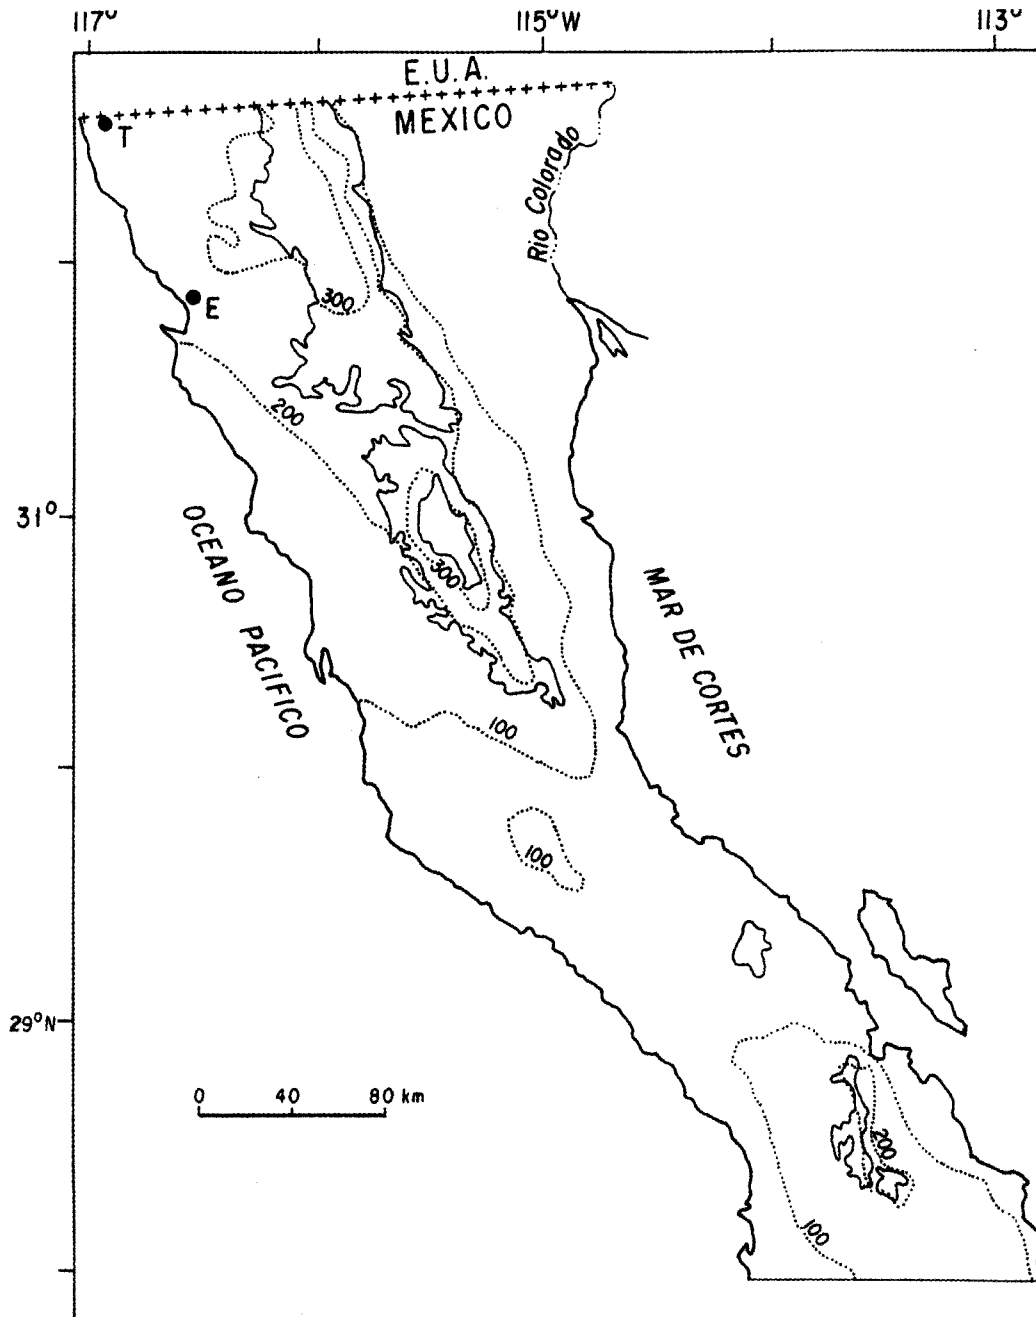 117° 115°W 113°
E.U.A.
MEXICO
T
Rio Colorado
E
300
200
31°
OCEANO PACIFICO
300
MAR DE CORTES
100
100
29°N
0 40 80 km
200
100